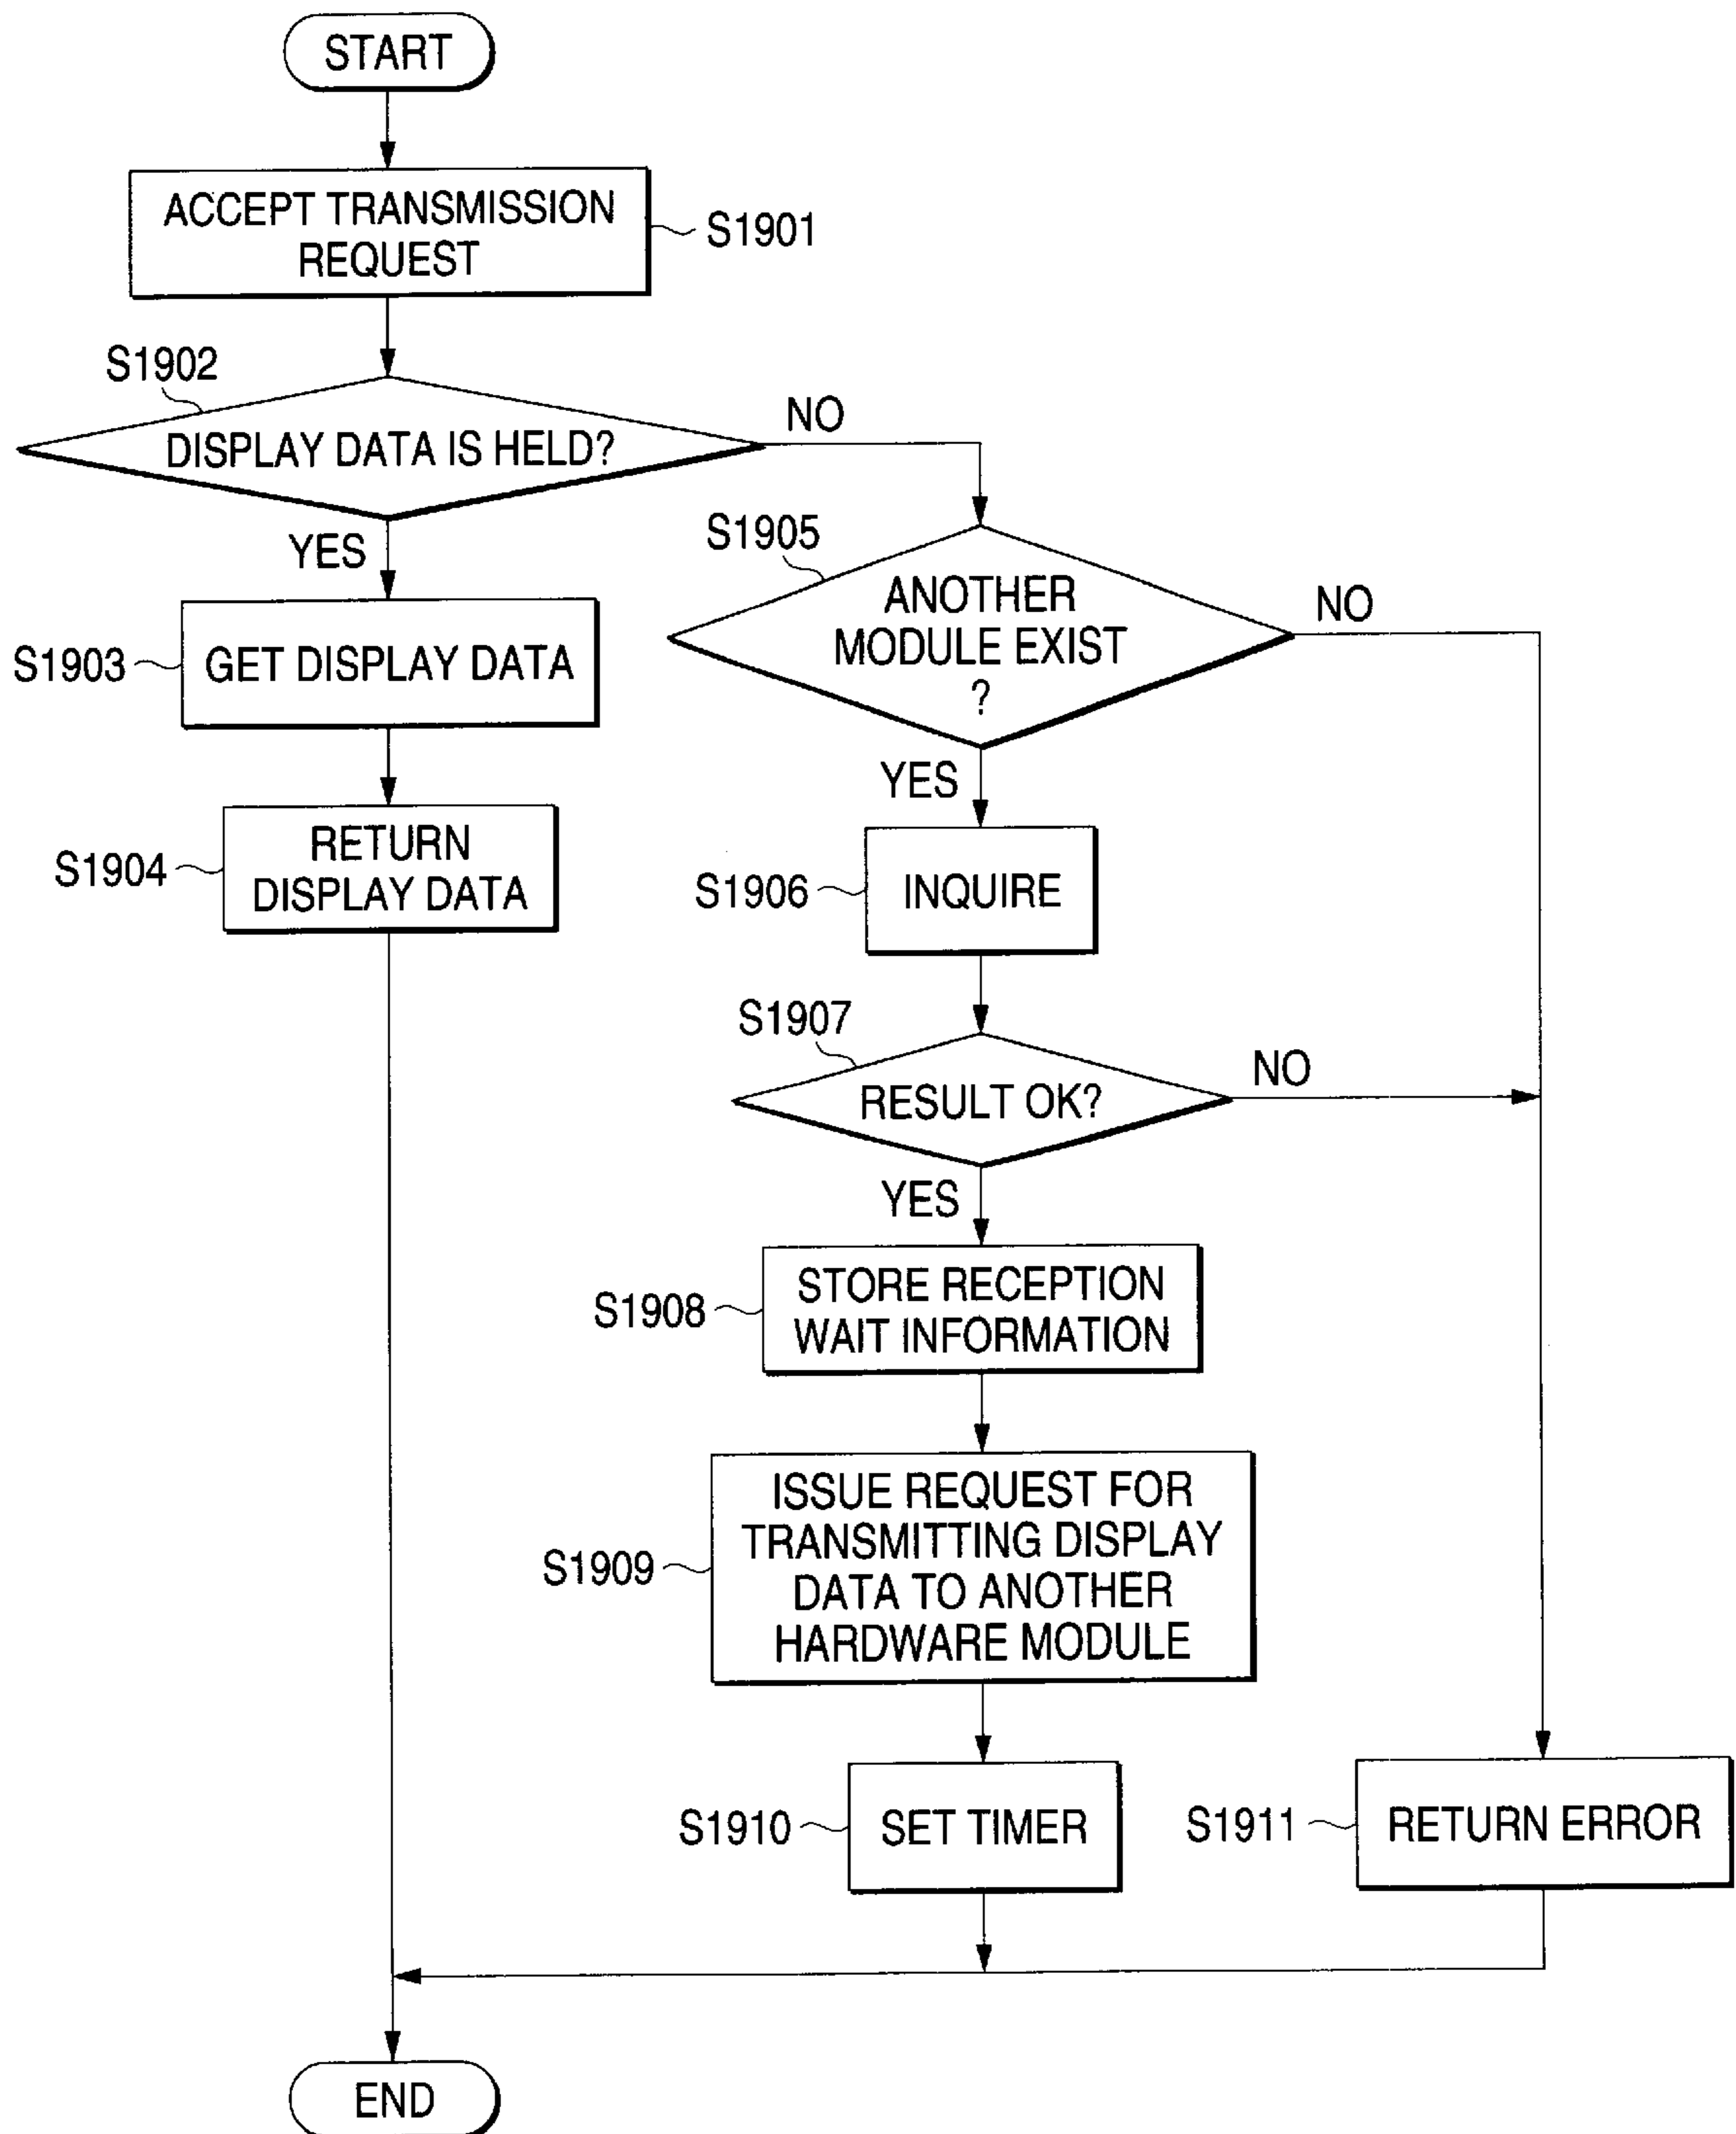 START
ACCEPT TRANSMISSION
REQUEST
S1901
S1902
DISPLAY DATA IS HELD?
NO
YES
S1903
GET DISPLAY DATA
S1904
RETURN
DISPLAY DATA
S1905
ANOTHER
MODULE EXIST
?
NO
YES
S1906
INQUIRE
S1907
RESULT OK?
NO
YES
S1908
STORE RECEPTION
WAIT INFORMATION
S1909
ISSUE REQUEST FOR
TRANSMITTING DISPLAY
DATA TO ANOTHER
HARDWARE MODULE
S1910
SET TIMER
S1911
RETURN ERROR
END